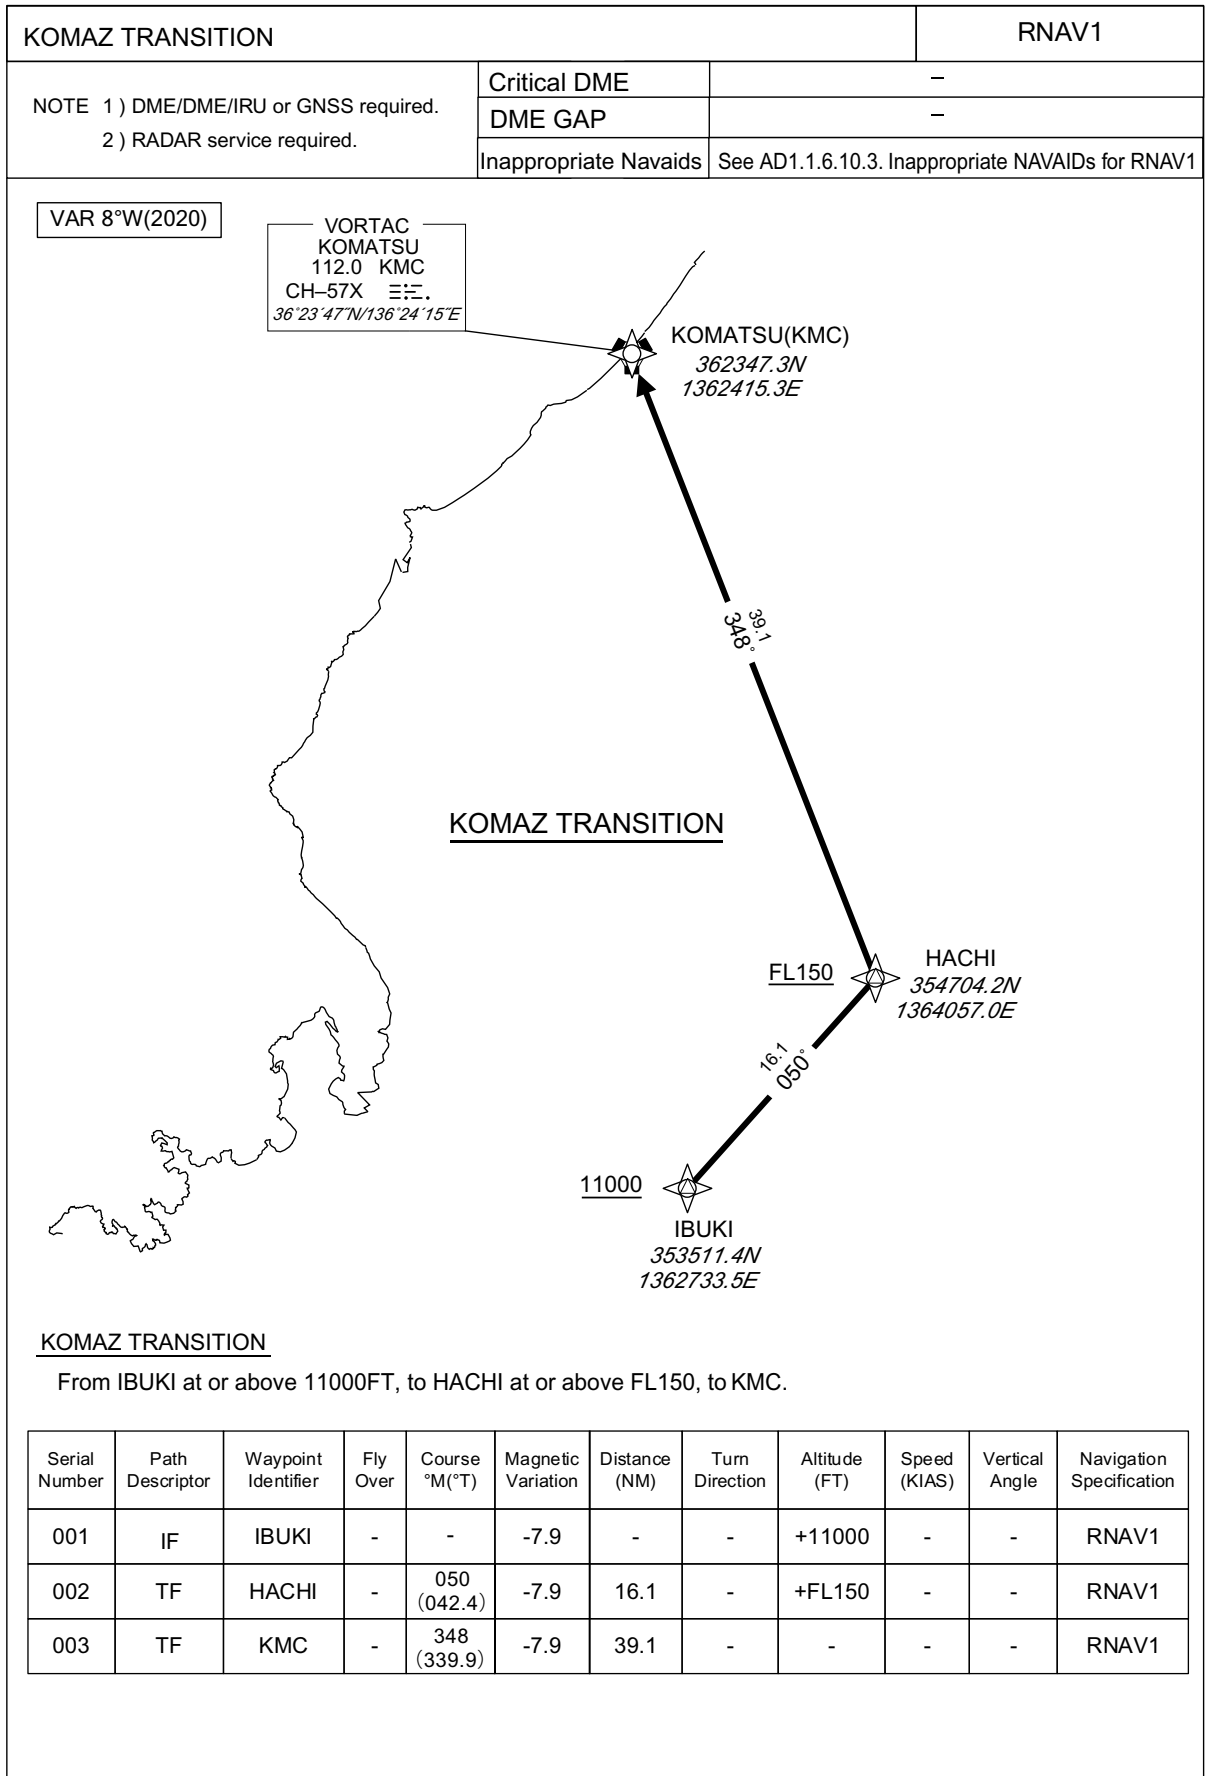 KOMAZ TRANSITION
RNAV1
NOTE 1 ) DME/DME/IRU or GNSS required.
2 ) RADAR service required.
Critical DME –
DME GAP –
Inappropriate Navaids See AD1.1.6.10.3. Inappropriate NAVAIDs for RNAV1
VAR 8°W(2020)
VORTAC
KOMATSU
112.0 KMC
CH–57X
36°23´47˝N/136°24´15˝E
KOMATSU(KMC)
362347.3N
1362415.3E
39.1
348°
KOMAZ TRANSITION
FL150
HACHI
354704.2N
1364057.0E
16.1
050°
11000
IBUKI
353511.4N
1362733.5E
KOMAZ TRANSITION
From IBUKI at or above 11000FT, to HACHI at or above FL150, to KMC.
Serial Number Path Descriptor Waypoint Identifier Fly Over Course °M(°T) Magnetic Variation Distance (NM) Turn Direction Altitude (FT) Speed (KIAS) Vertical Angle Navigation Specification
001 IF IBUKI - - -7.9 - - +11000 - - RNAV1
002 TF HACHI - 050 (042.4) -7.9 16.1 - +FL150 - - RNAV1
003 TF KMC - 348 (339.9) -7.9 39.1 - - - - RNAV1